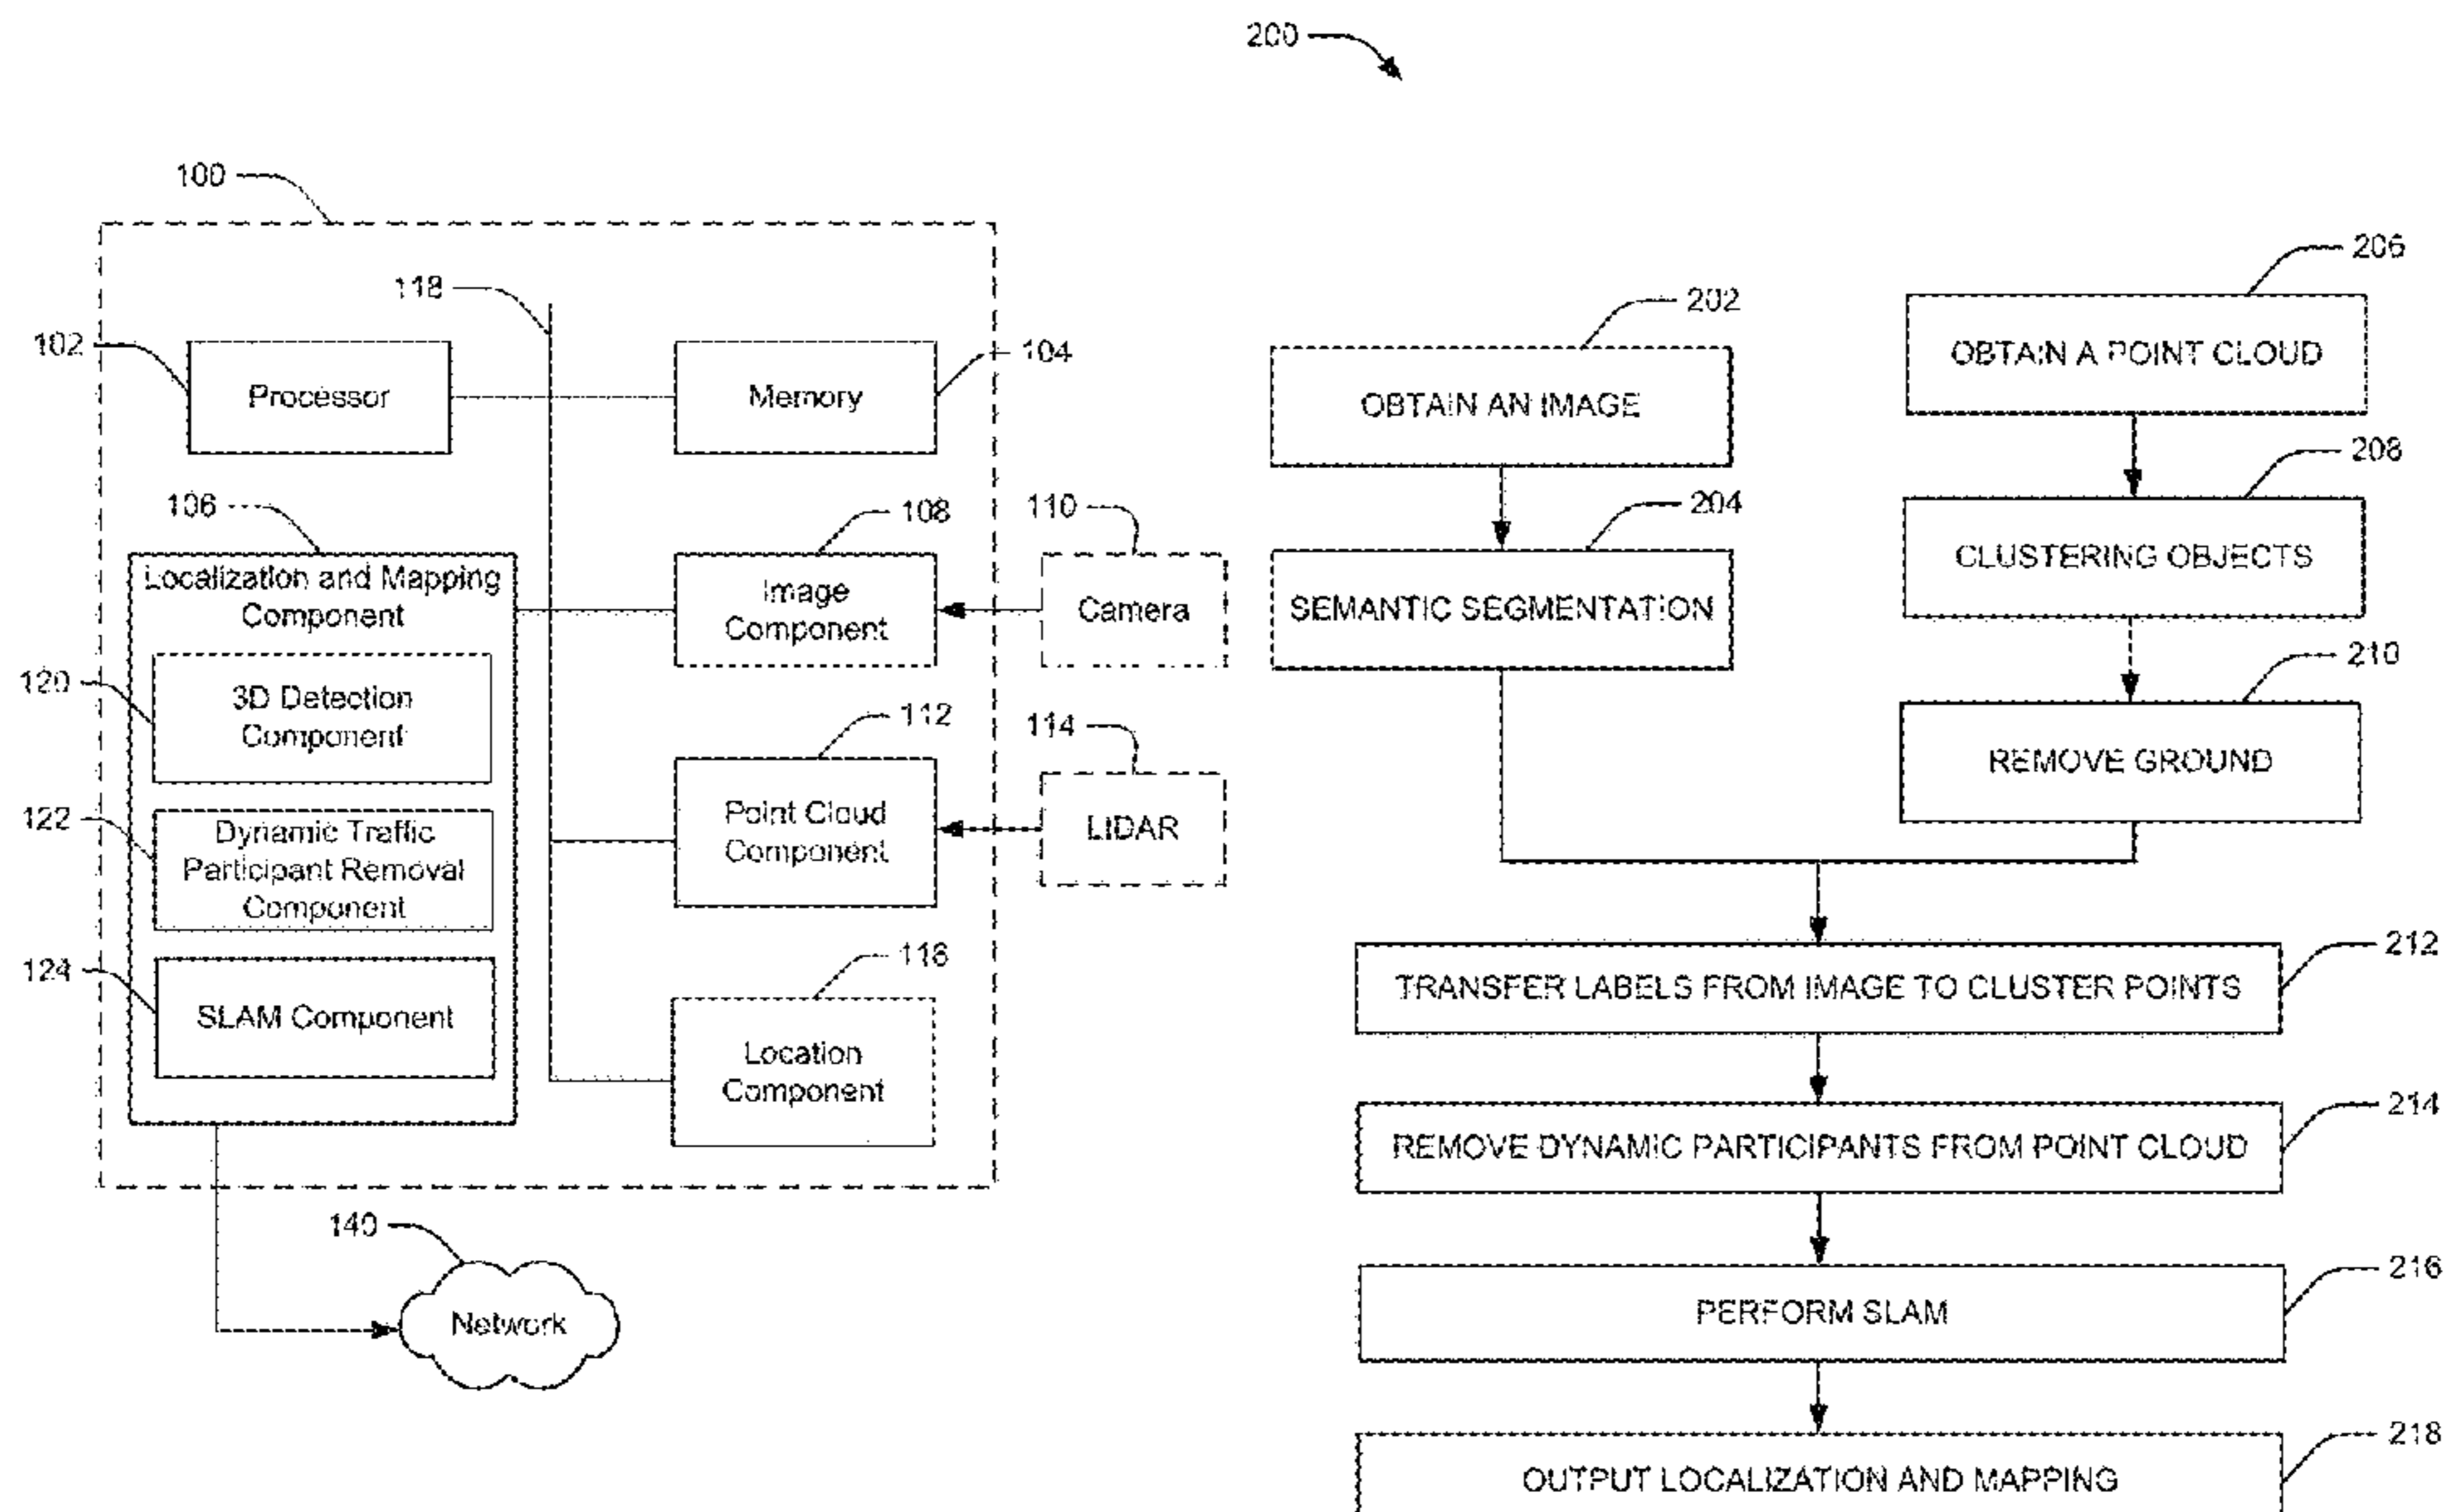 200
100
118
102
Processor
Memory
104
106
108
110
Localization and Mapping
Component
Image
Component
Camera
120
3D Detection
Component
112
114
122
Dynamic Traffic
Participant Removal
Component
Point Cloud
Component
LIDAR
116
124
SLAM Component
Location
Component
140
Network
202
206
OBTAIN AN IMAGE
OBTAIN A POINT CLOUD
204
208
SEMANTIC SEGMENTATION
CLUSTERING OBJECTS
210
REMOVE GROUND
212
TRANSFER LABELS FROM IMAGE TO CLUSTER POINTS
214
REMOVE DYNAMIC PARTICIPANTS FROM POINT CLOUD
216
PERFORM SLAM
218
OUTPUT LOCALIZATION AND MAPPING